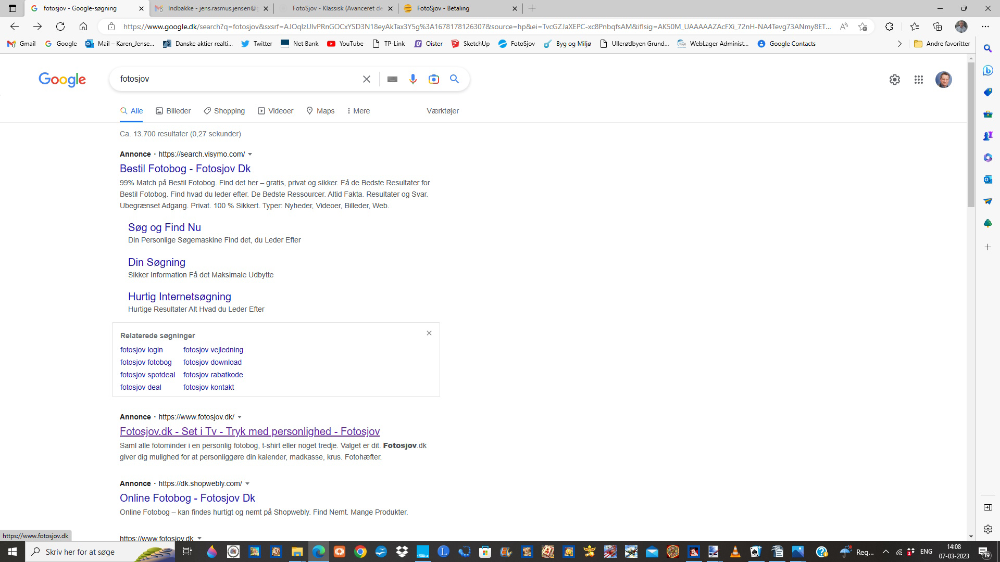 fotosjov - Google-søgning
Indbakke - jens.rasmus.jensen@g
FotoSjov - Klassisk (Avanceret de
FotoSjov - Betaling
https://www.google.dk/search?q=fotosjov&sxsrf=AJOqlzUlvPRnGOCxYSD3N18eyAkTax3Y5g%3A1678178126307&source=hp&ei=TvcGZJaXEPC-xc8PnbqfsAM&iflsig=AK50M_UAAAAAZAcFXi_72nH-NA4Tevg73ANmy8ET...
Gmail
Google
Mail – Karen_Jense...
Danske aktier realti...
Twitter
Net Bank
YouTube
TP-Link
Oister
SketchUp
FotoSjov
Byg og Miljø
Ullerødbyen Grund...
WebLager Administ...
Google Contacts
Andre favoritter
Google
fotosjov
Alle
Billeder
Shopping
Videoer
Maps
Mere
Værktøjer
Ca. 13.700 resultater (0,27 sekunder)
Annonce · https://search.visymo.com/
Bestil Fotobog - Fotosjov Dk
99% Match på Bestil Fotobog. Find det her – gratis, privat og sikker. Få de Bedste Resultater for
Bestil Fotobog. Find hvad du leder efter. De Bedste Ressourcer. Altid Fakta. Resultater og Svar.
Ubegrænset Adgang. Privat. 100 % Sikkert. Typer: Nyheder, Videoer, Billeder, Web.
Søg og Find Nu
Din Personlige Søgemaskine Find det, du Leder Efter
Din Søgning
Sikker Information Få det Maksimale Udbytte
Hurtig Internetsøgning
Hurtige Resultater Alt Hvad du Leder Efter
Relaterede søgninger
fotosjov login
fotosjov vejledning
fotosjov fotobog
fotosjov download
fotosjov spotdeal
fotosjov rabatkode
fotosjov deal
fotosjov kontakt
Annonce · https://www.fotosjov.dk/
Fotosjov.dk - Set i Tv - Tryk med personlighed - Fotosjov
Saml alle fotominder i en personlig fotobog, t-shirt eller noget tredje. Valget er dit. Fotosjov.dk
giver dig mulighed for at personliggøre din kalender, madkasse, krus. Fotohæfter.
Annonce · https://dk.shopwebly.com/
Online Fotobog - Fotosjov Dk
Online Fotobog – kan findes hurtigt og nemt på Shopwebly. Find Nemt. Mange Produkter.
https://www.fotosjov.dk
https://www.fotosjov.dk
Skriv her for at søge
Reg...
ENG
14:08
07-03-2023
19